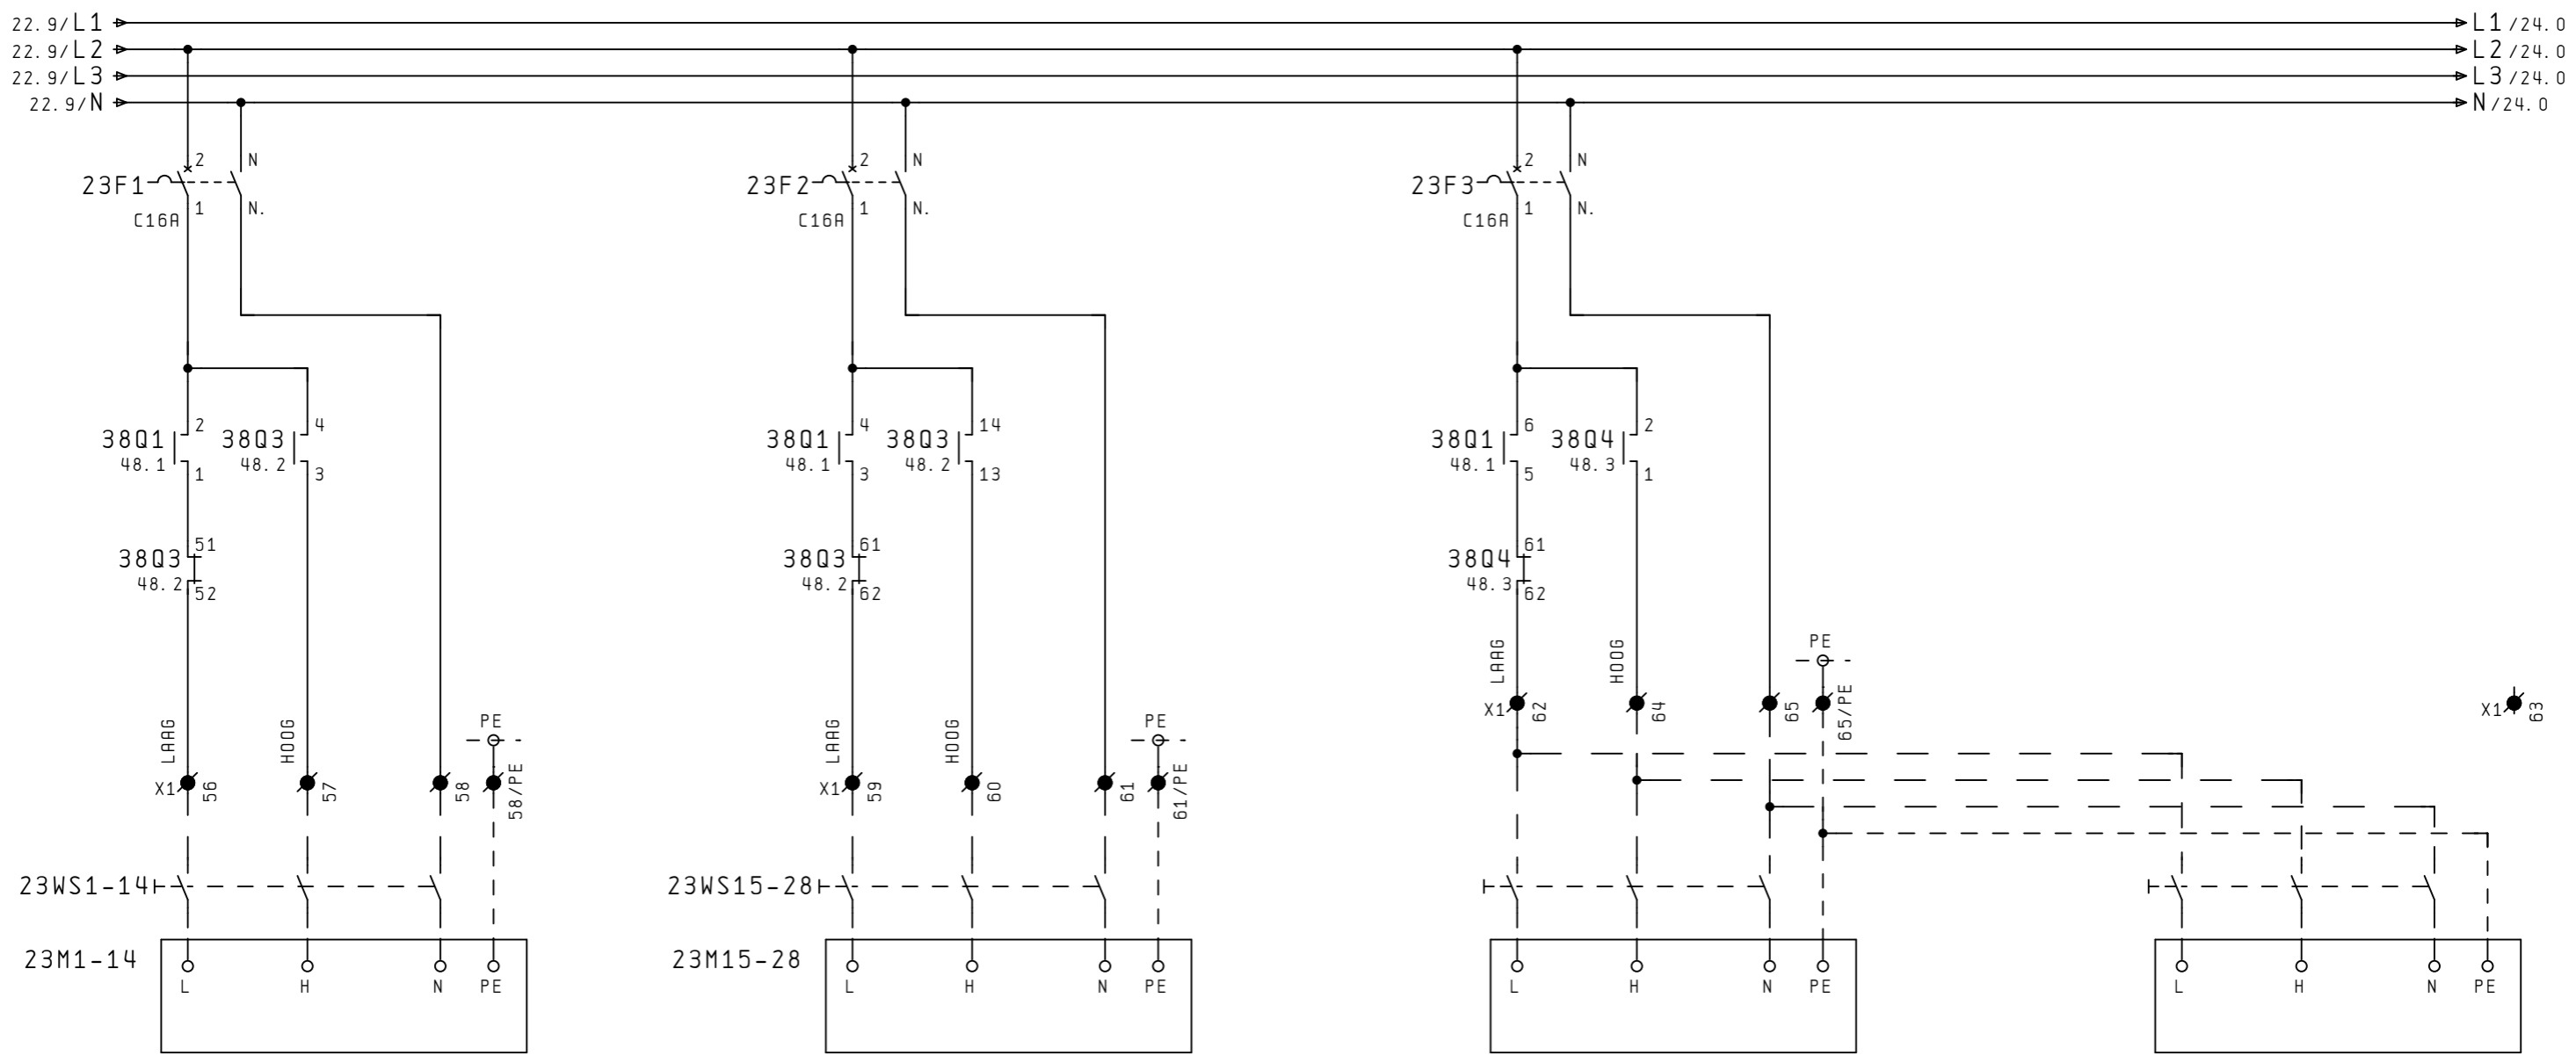 22.9/L1 L1/24.0
22.9/L2 L2/24.0
22.9/L3 L3/24.0
22.9/N N/24.0
2 N 2 N 2 N
23F1 23F2 23F3
1 N. 1 N. 1 N.
C16A C16A C16A
2 4 4 14 6 2
38Q1 38Q3 38Q1 38Q3 38Q1 38Q4
48.1 48.2 48.1 48.2 48.1 48.3
1 3 3 13 5 1
51 61 61
38Q3 38Q3 38Q4
48.2 48.2 48.3
52 62 62
LAAG HOOG PE
X1 62 64 65 65/PE X1 63
LAAG HOOG PE LAAG HOOG PE
X1 56 57 58 58/PE X1 59 60 61 61/PE
23WS1-14 23WS15-28
23M1-14 23M15-28
L H N PE L H N PE L H N PE L H N PE